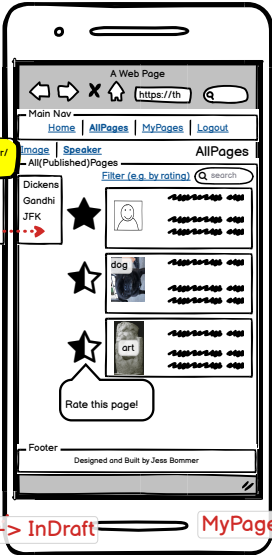 A Web Page
https://th
Main Nav
Home AllPages MyPages Logout
Image Speaker AllPages
All(Published)Pages
Filter (e.g. by rating) search
Dickens
Gandhi
JFK
dog
art
Rate this page!
Footer
Designed and Built by Jess Bommer
-> InDraft
MyPage